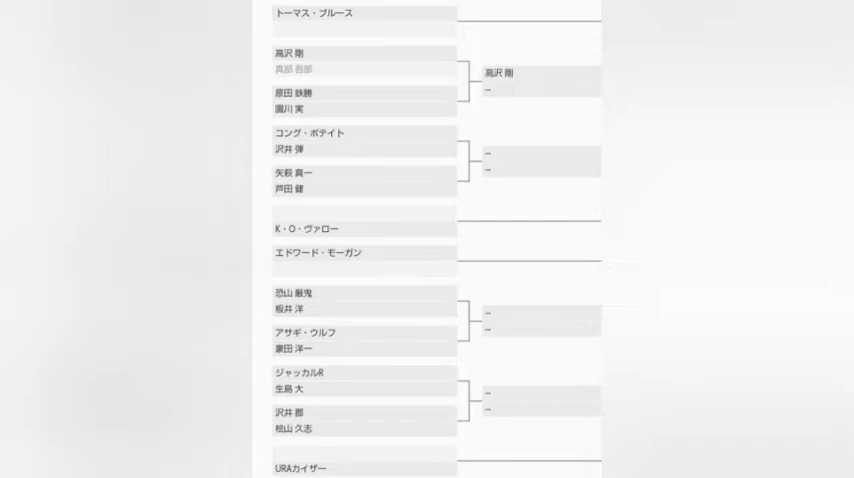 トーマス・ブルース
高沢 剛
真部 吾郎
高沢 剛
--
原田 鉄勝
園川 実
コング・ポテイト
沢井 弾
--
--
矢萩 真一
戸田 健
K・O・ヴァロー
エドワード・モーガン
恐山 巌鬼
板井 洋
--
--
アサギ・ウルフ
豪田 洋一
ジャッカルR
生島 大
--
--
沢井 郡
桧山 久志
URAカイザー